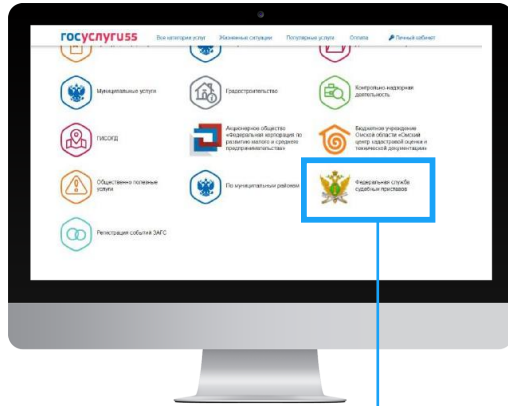 госуслуги55 Все категории услуг Жизненные ситуации Популярные услуги Оплата Личный кабинет
Муниципальные услуги
Градостроительство
Контрольно-надзорная
деятельность
ГИСОГД
Акционерное общество
«Федеральная корпорация по
развитию малого и среднего
предпринимательства»
Бюджетное учреждение
Омской области «Омский
центр кадастровой оценки и
технической документации»
Общественно полезные
услуги
По муниципальным районам
Федеральная служба
судебных приставов
Регистрация событий ЗАГС